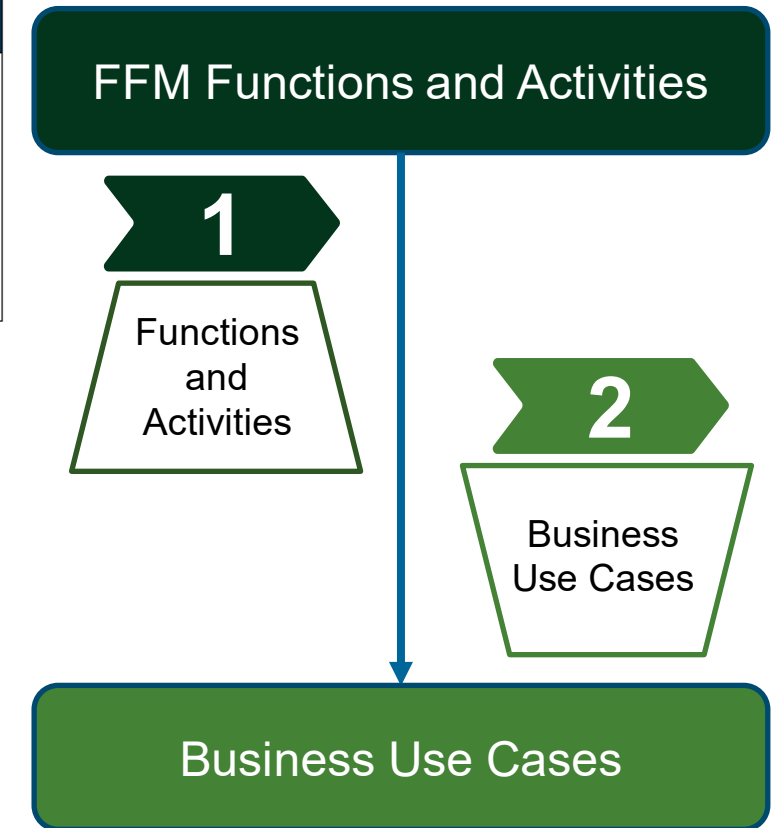 FFM Functions and Activities
1
Functions
and
Activities
2
Business
Use Cases
Business Use Cases